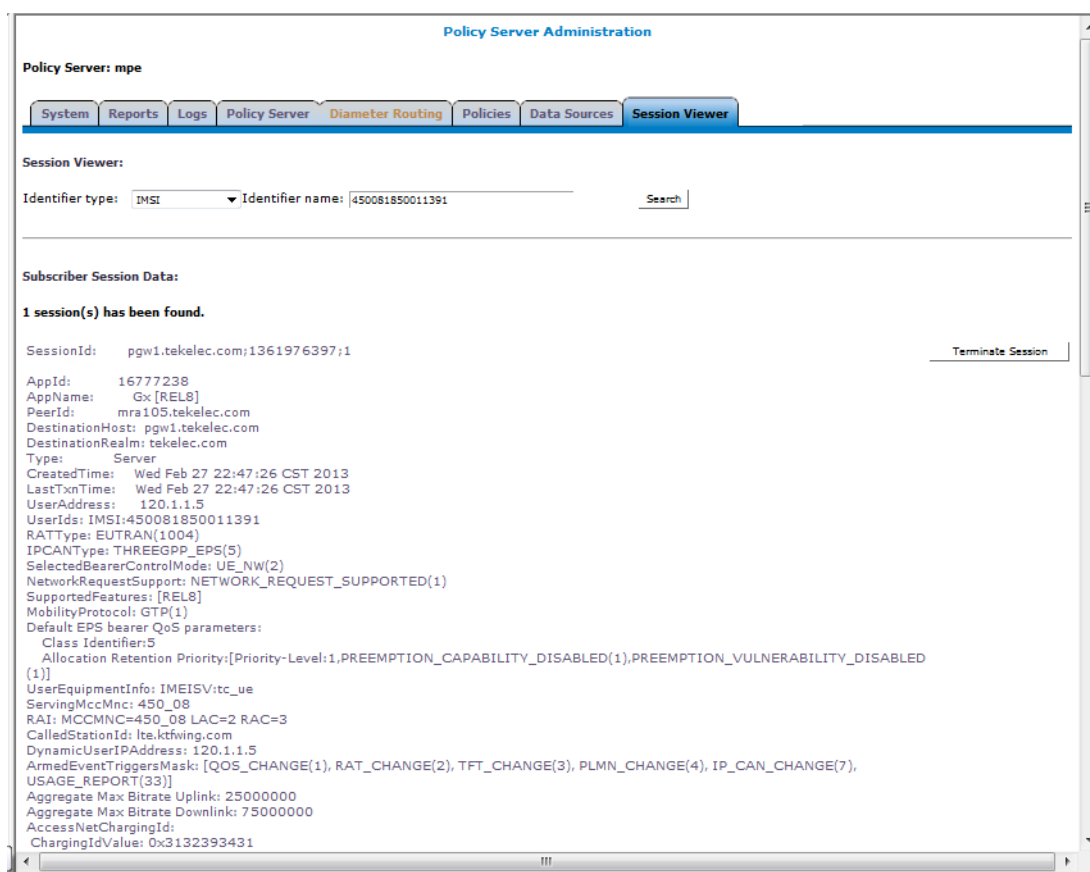 Policy Server Administration
Policy Server: mpe
System Reports Logs Policy Server Diameter Routing Policies Data Sources Session Viewer
Session Viewer:
Identifier type: IMSI Identifier name: 450081850011391 Search
Subscriber Session Data:
1 session(s) has been found.
SessionId: pgw1.tekelec.com;1361976397;1 Terminate Session
AppId: 16777238
AppName: Gx [REL8]
PeerId: mra105.tekelec.com
DestinationHost: pgw1.tekelec.com
DestinationRealm: tekelec.com
Type: Server
CreatedTime: Wed Feb 27 22:47:26 CST 2013
LastTxnTime: Wed Feb 27 22:47:26 CST 2013
UserAddress: 120.1.1.5
UserIds: IMSI:450081850011391
RATType: EUTRAN(1004)
IPCANType: THREEGPP_EPS(5)
SelectedBearerControlMode: UE_NW(2)
NetworkRequestSupport: NETWORK_REQUEST_SUPPORTED(1)
SupportedFeatures: [REL8]
MobilityProtocol: GTP(1)
Default EPS bearer QoS parameters:
Class Identifier:5
Allocation Retention Priority:[Priority-Level:1,PREEMPTION_CAPABILITY_DISABLED(1),PREEMPTION_VULNERABILITY_DISABLED
(1)]
UserEquipmentInfo: IMEISV:tc_ue
ServingMccMnc: 450_08
RAI: MCCMNC=450_08 LAC=2 RAC=3
CalledStationId: lte.ktfwing.com
DynamicUserIPAddress: 120.1.1.5
ArmedEventTriggersMask: [QOS_CHANGE(1), RAT_CHANGE(2), TFT_CHANGE(3), PLMN_CHANGE(4), IP_CAN_CHANGE(7),
USAGE_REPORT(33)]
Aggregate Max Bitrate Uplink: 25000000
Aggregate Max Bitrate Downlink: 75000000
AccessNetChargingId:
ChargingIdValue: 0x3132393431